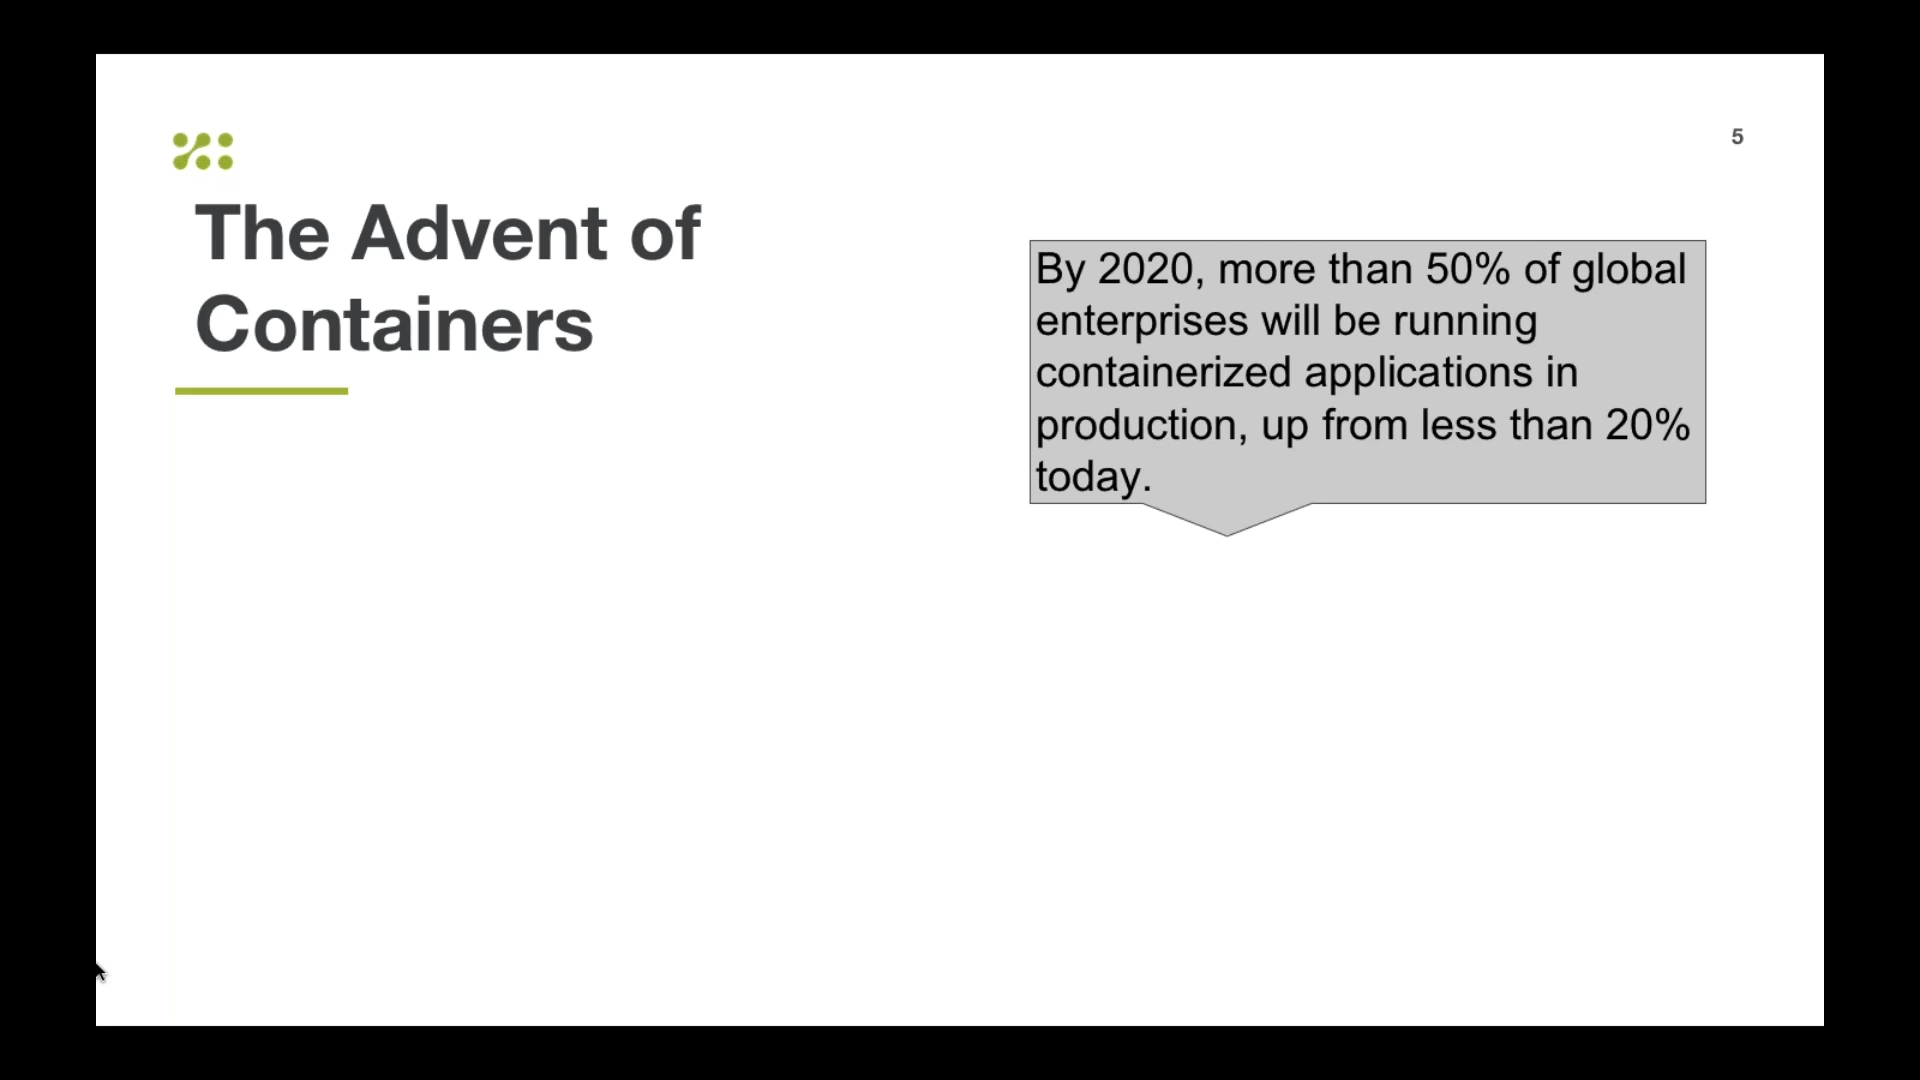 5
The Advent of
Containers
By 2020, more than 50% of global
enterprises will be running
containerized applications in
production, up from less than 20%
today.